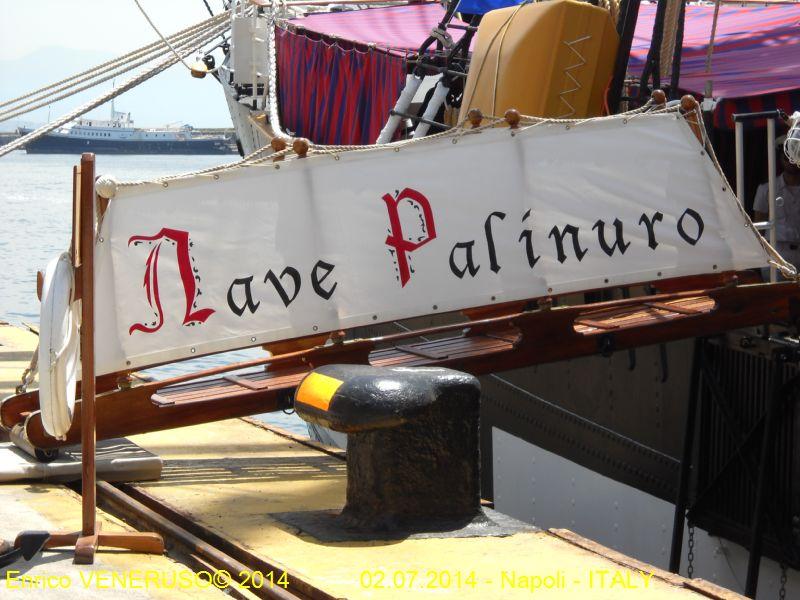 Nave Palinuro
Enrico VENERUSO© 2014 02.07.2014 - Napoli - ITALY